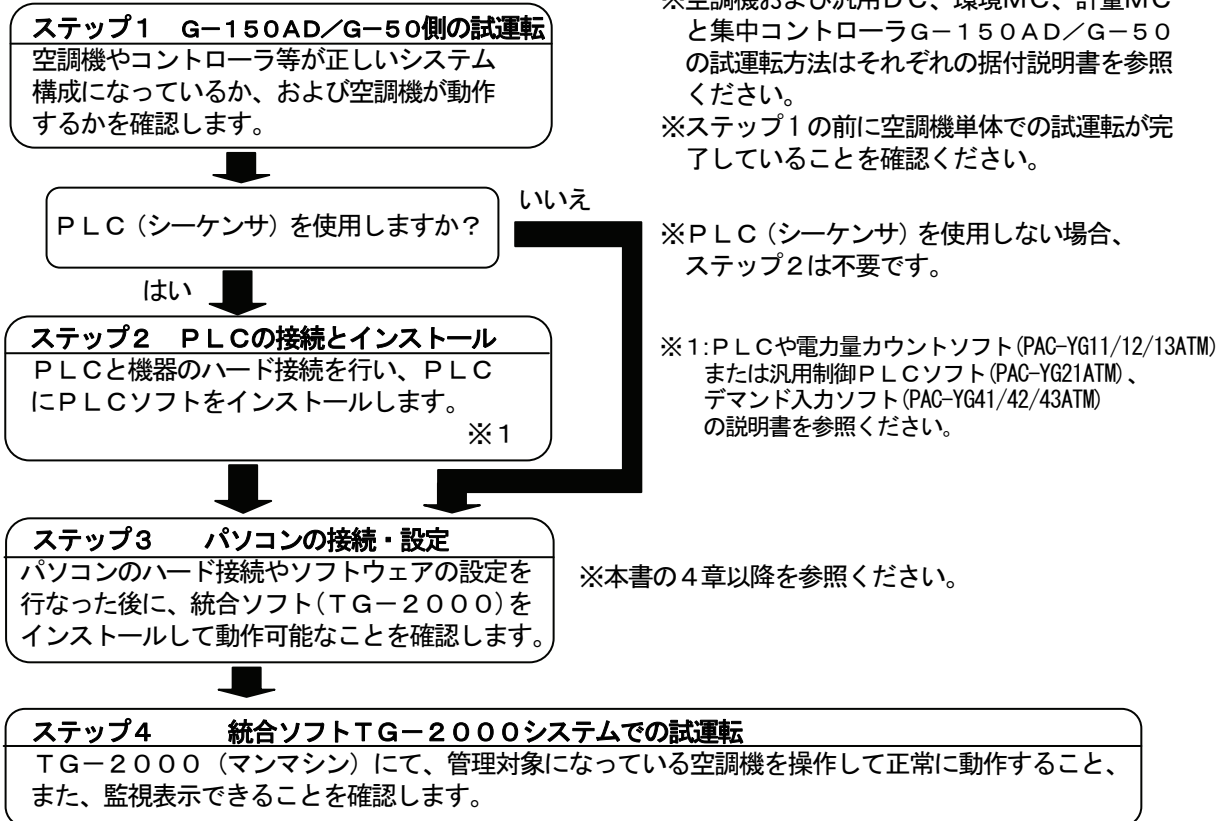 ※空調機および汎用DC、環境MC、計量MC
と集中コントローラG－150AD／G－50
の試運転方法はそれぞれの据付説明書を参照
ください。
※ステップ1の前に空調機単体での試運転が完
了していることを確認ください。
ステップ1 G－150AD／G－50側の試運転
空調機やコントローラ等が正しいシステム
構成になっているか、および空調機が動作
するかを確認します。
PLC（シーケンサ）を使用しますか？
いいえ
はい
※PLC（シーケンサ）を使用しない場合、
ステップ2は不要です。
ステップ2 PLCの接続とインストール
PLCと機器のハード接続を行い、PLC
にPLCソフトをインストールします。
※1
※1:PLCや電力量カウントソフト(PAC-YG11/12/13ATM)
または汎用制御PLCソフト(PAC-YG21ATM)、
デマンド入力ソフト(PAC-YG41/42/43ATM)
の説明書を参照ください。
ステップ3 パソコンの接続・設定
パソコンのハード接続やソフトウェアの設定を
行なった後に、統合ソフト(TG－2000)を
インストールして動作可能なことを確認します。
※本書の4章以降を参照ください。
ステップ4 統合ソフトTG－2000システムでの試運転
TG－2000（マンマシン）にて、管理対象になっている空調機を操作して正常に動作すること、
また、監視表示できることを確認します。